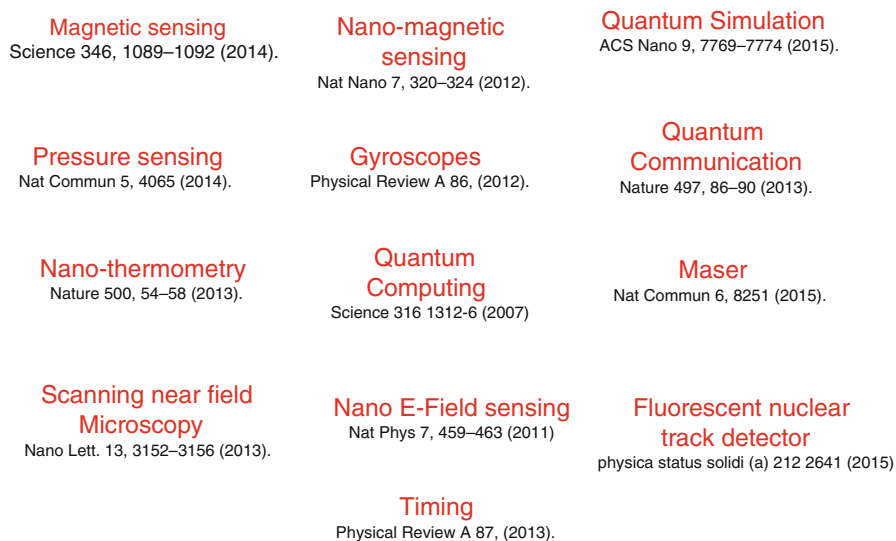 Magnetic sensing
Science 346, 1089–1092 (2014).
Nano-magnetic
sensing
Nat Nano 7, 320–324 (2012).
Quantum Simulation
ACS Nano 9, 7769–7774 (2015).
Pressure sensing
Nat Commun 5, 4065 (2014).
Gyroscopes
Physical Review A 86, (2012).
Quantum
Communication
Nature 497, 86–90 (2013).
Nano-thermometry
Nature 500, 54–58 (2013).
Quantum
Computing
Science 316 1312-6 (2007)
Maser
Nat Commun 6, 8251 (2015).
Scanning near field
Microscopy
Nano Lett. 13, 3152–3156 (2013).
Nano E-Field sensing
Nat Phys 7, 459–463 (2011)
Fluorescent nuclear
track detector
physica status solidi (a) 212 2641 (2015)
Timing
Physical Review A 87, (2013).